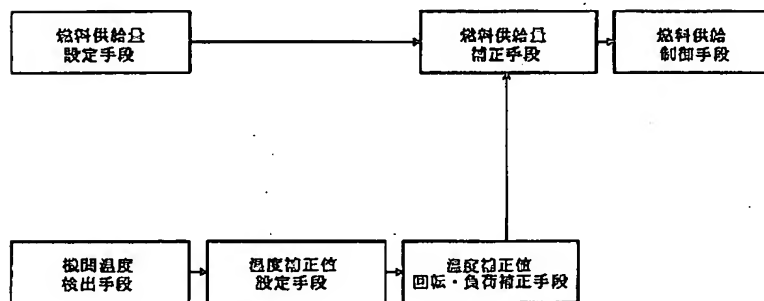 燃料供給量
設定手段
燃料供給量
補正手段
燃料供給
制御手段
機関温度
検出手段
温度補正値
設定手段
温度補正値
回転・負荷補正手段